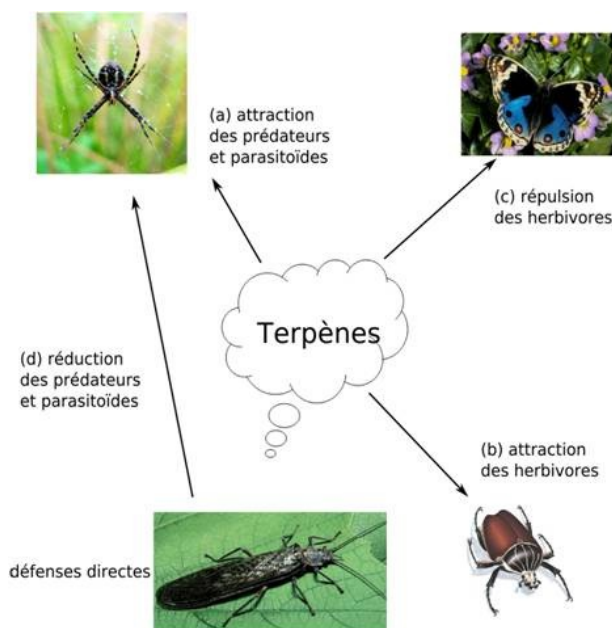 (a) attraction
des prédateurs
et parasitoïdes
(c) répulsion
des herbivores
Terpènes
(d) réduction
des prédateurs
et parasitoïdes
(b) attraction
des herbivores
défenses directes